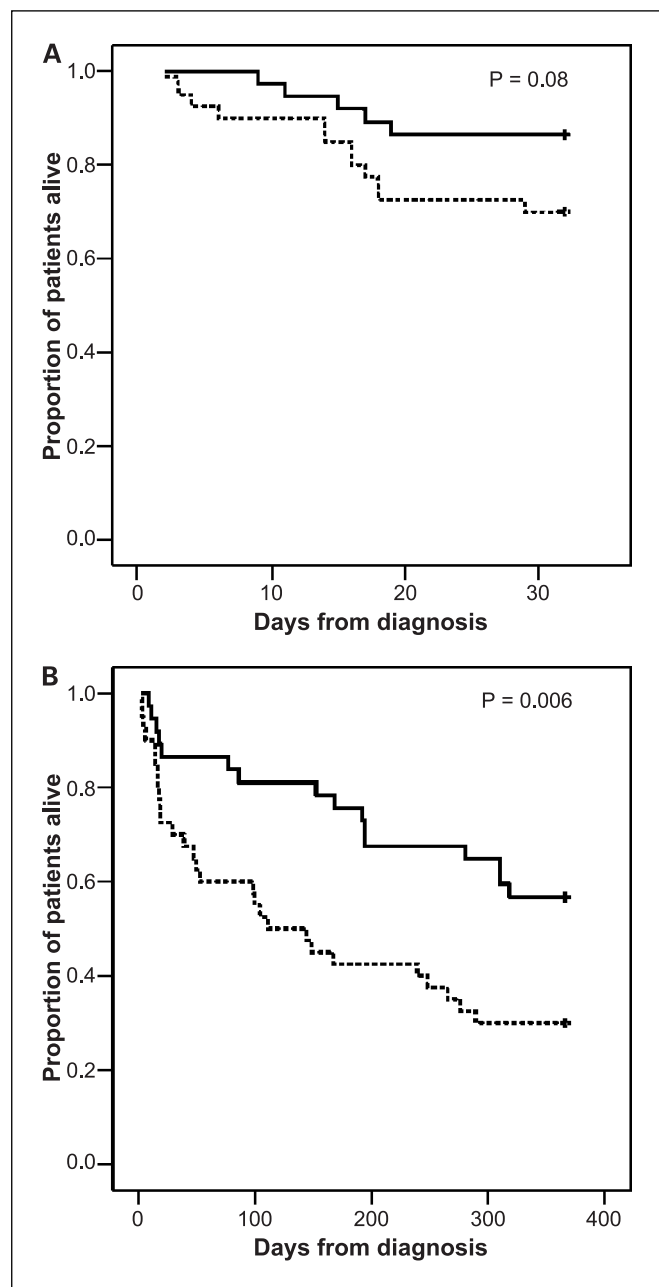 A
P = 0.08
1.0
0.8
0.6
0.4
0.2
0.0
Proportion of patients alive
0 10 20 30
Days from diagnosis
B
P = 0.006
1.0
0.8
0.6
0.4
0.2
0.0
Proportion of patients alive
0 100 200 300 400
Days from diagnosis